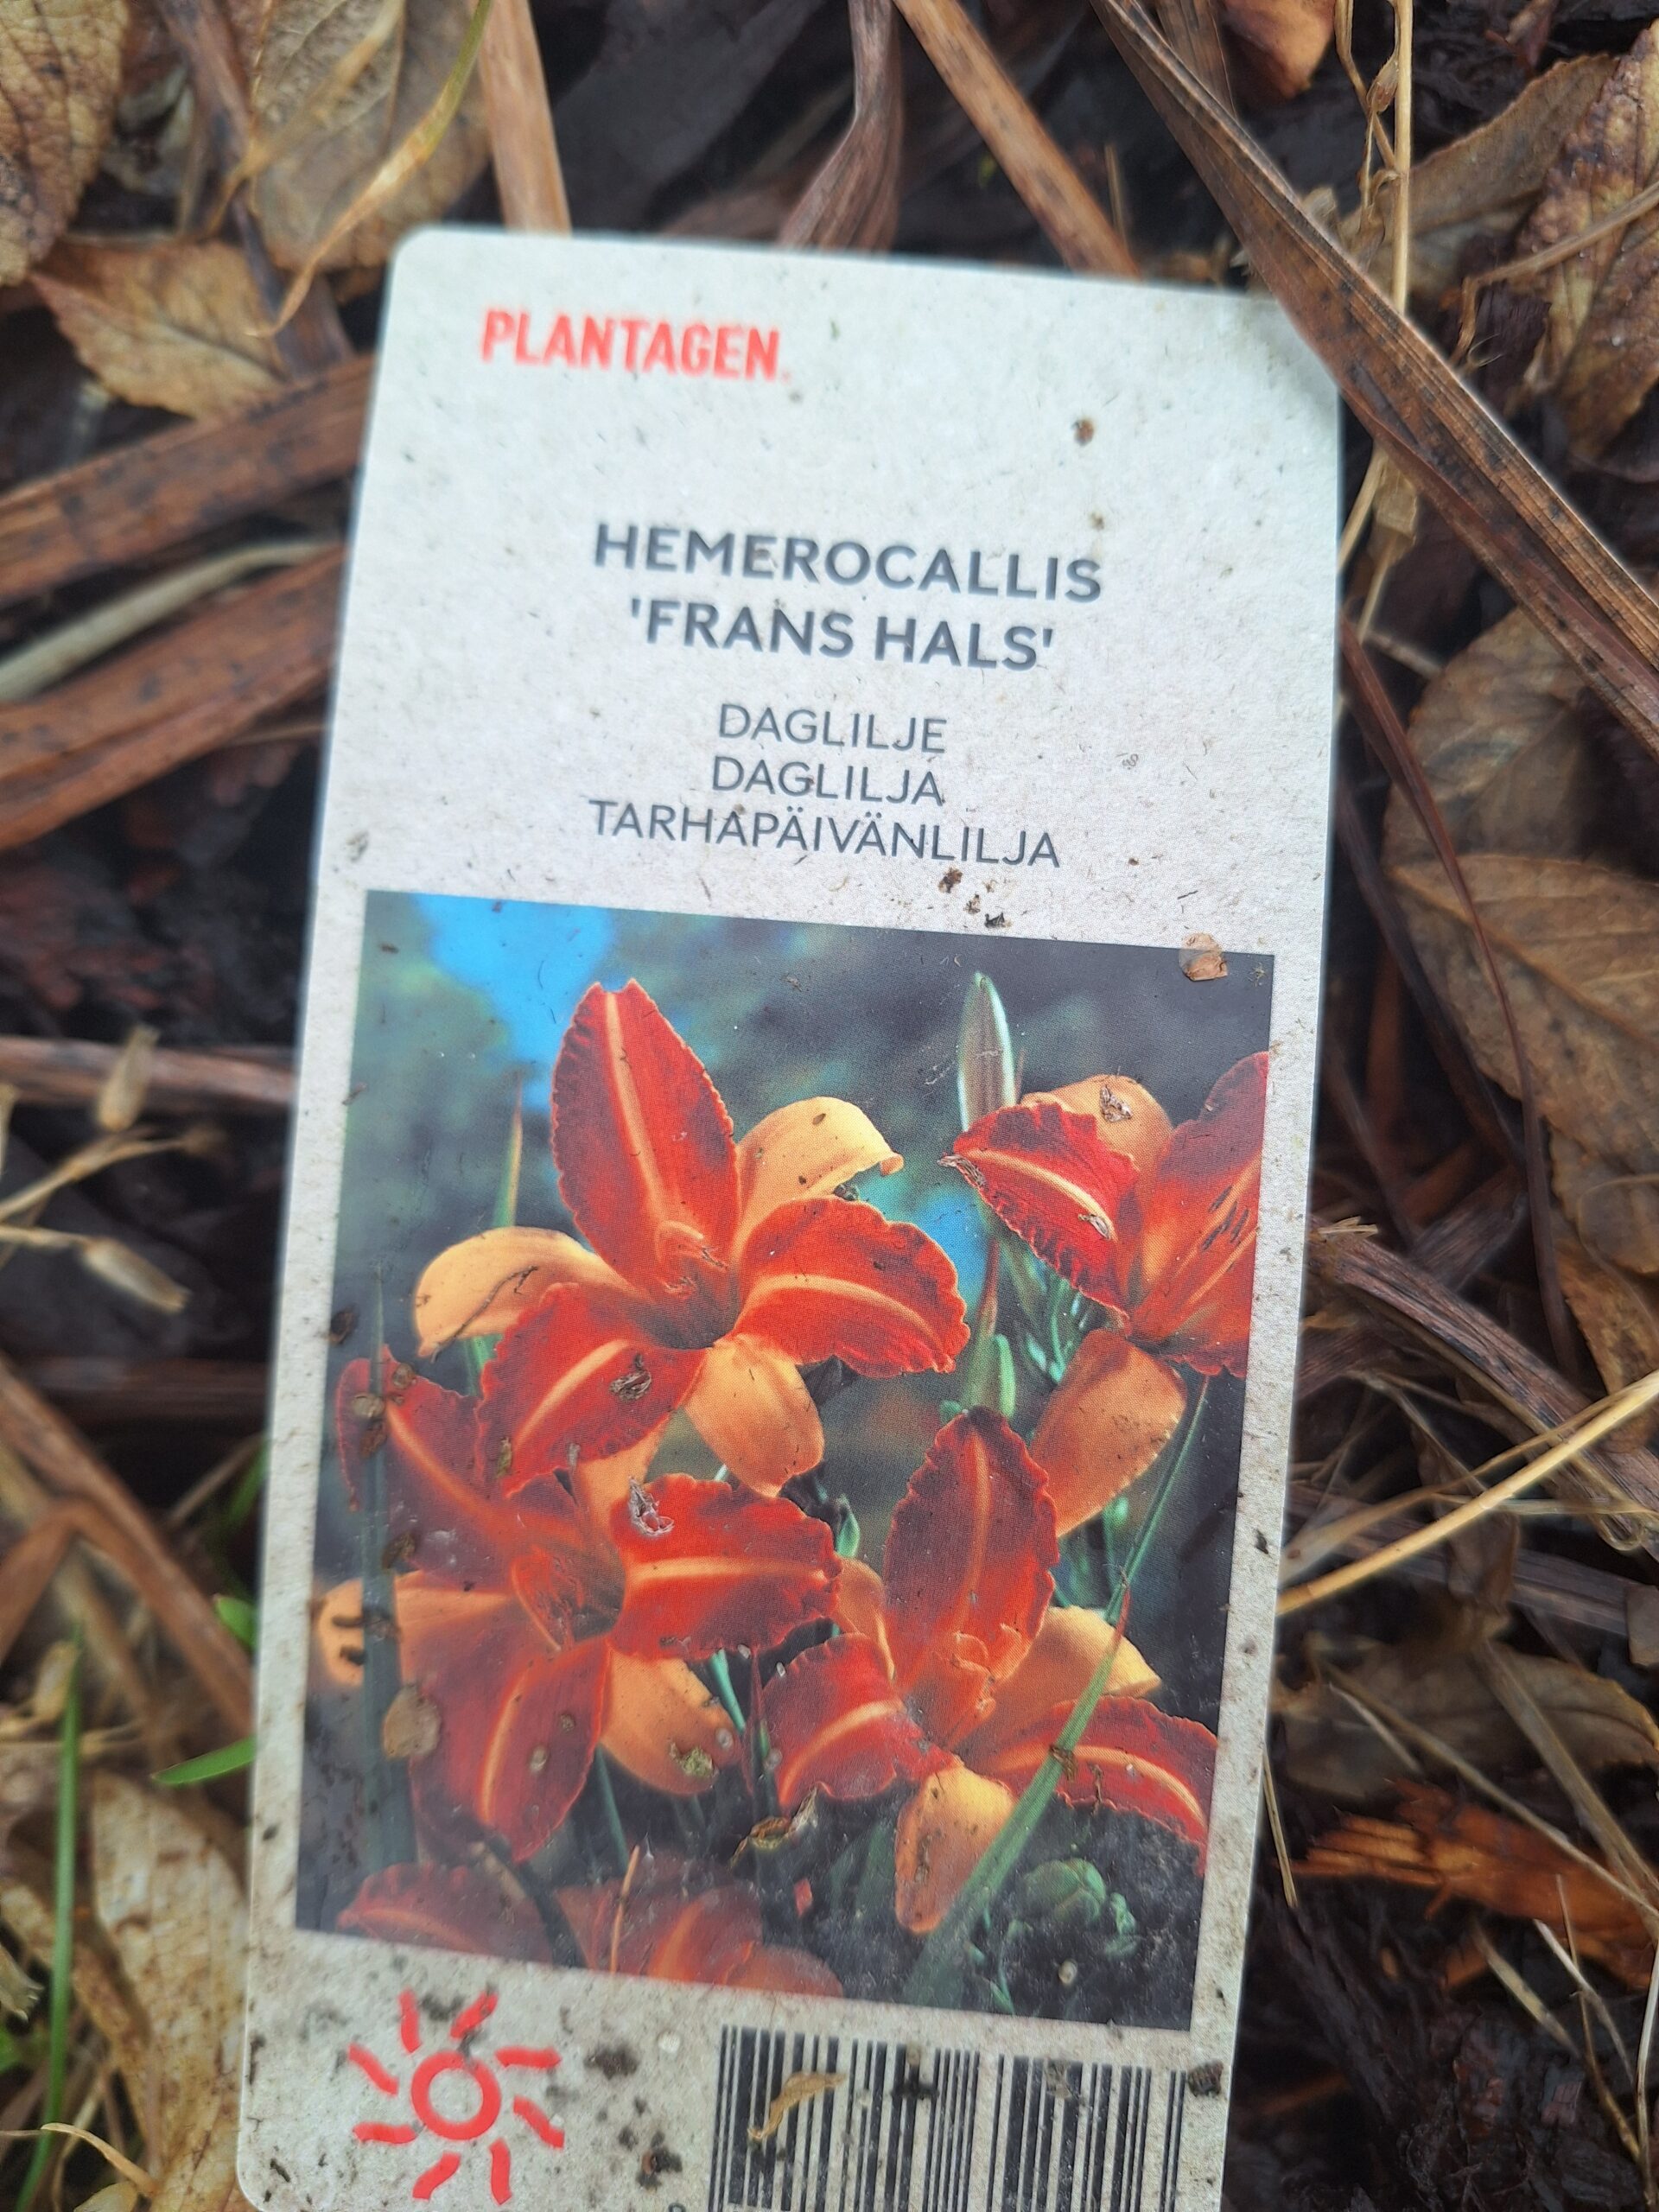 PLANTAGEN
HEMEROCALLIS
'FRANS HALS'
DAGLILJE
DAGLILJA
TARHAPÄIVÄNLILJA